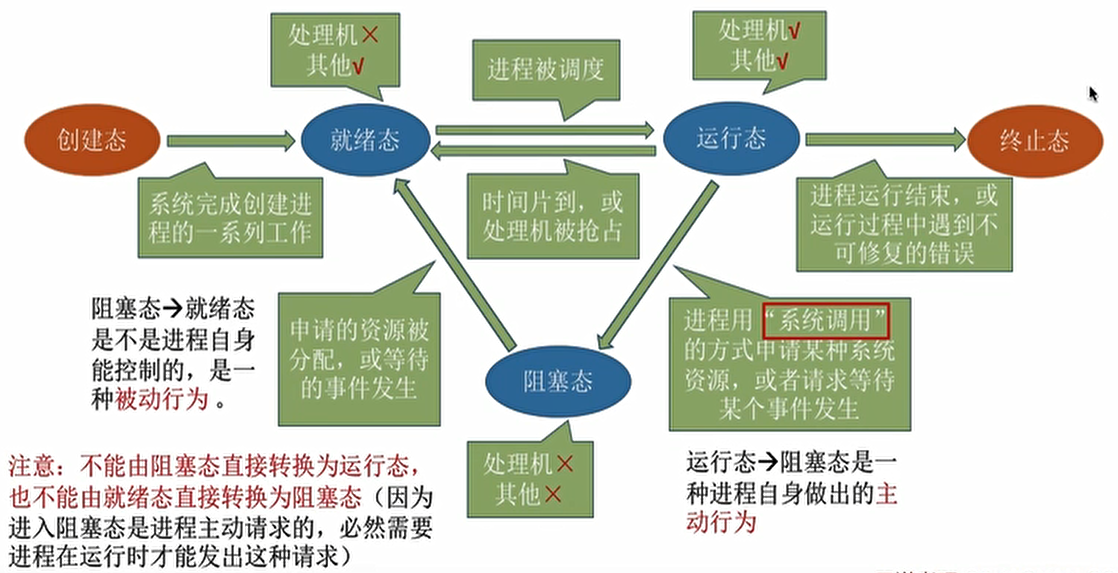 处理机×
其他√
进程被调度
处理机√
其他√
创建态
就绪态
运行态
终止态
系统完成创建进
程的一系列工作
时间片到，或
处理机被抢占
进程运行结束，或
运行过程中遇到不
可修复的错误
阻塞态→就绪态
是不是进程自身
能控制的，是一
种被动行为。
申请的资源被
分配，或等待
的事件发生
进程用“系统调用”
的方式申请某种系统
资源，或者请求等待
某个事件发生
阻塞态
处理机×
其他×
运行态→阻塞态是一
种进程自身做出的主
动行为
注意：不能由阻塞态直接转换为运行态，
也不能由就绪态直接转换为阻塞态（因为
进入阻塞态是进程主动请求的，必然需要
进程在运行时才能发出这种请求）